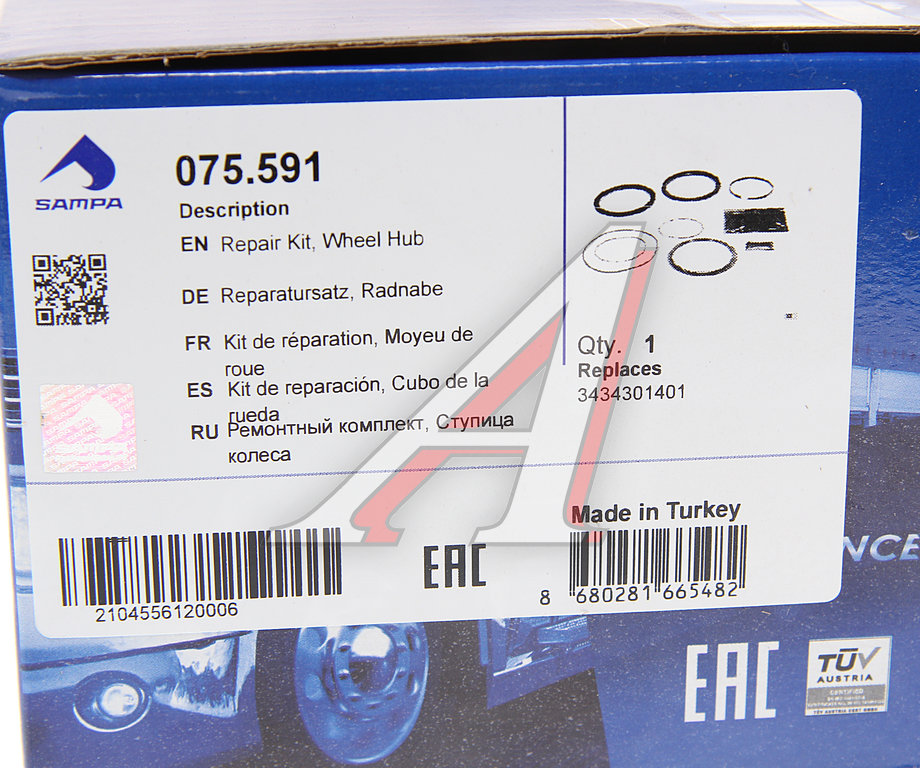 SAMPA
075.591
Description
EN Repair Kit, Wheel Hub
DE Reparatursatz, Radnabe
FR Kit de réparation, Moyeu de
roue
ES Kit de reparación, Cubo de la
rueda
RU Ремонтный комплект, Ступица
колеса
Qty. 1
Replaces
3434301401
Made in Turkey
2104556120006
EAC
8 680281 665482
NCE
EAC
TÜV
AUSTRIA
CERTIFIED